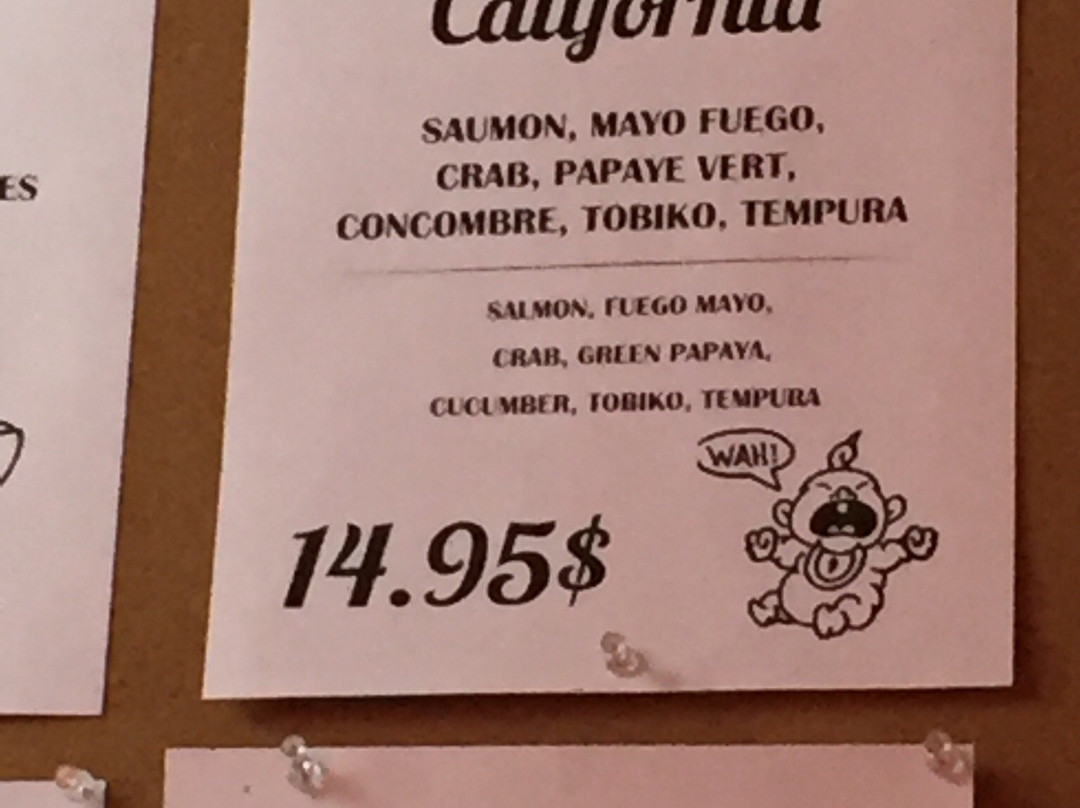 California
ES
SAUMON, MAYO FUEGO,
CRAB, PAPAYE VERT,
CONCOMBRE, TOBIKO, TEMPURA
SALMON, FUEGO MAYO,
CRAB, GREEN PAPAYA,
CUCUMBER, TOBIKO, TEMPURA
WAH!
14.95$